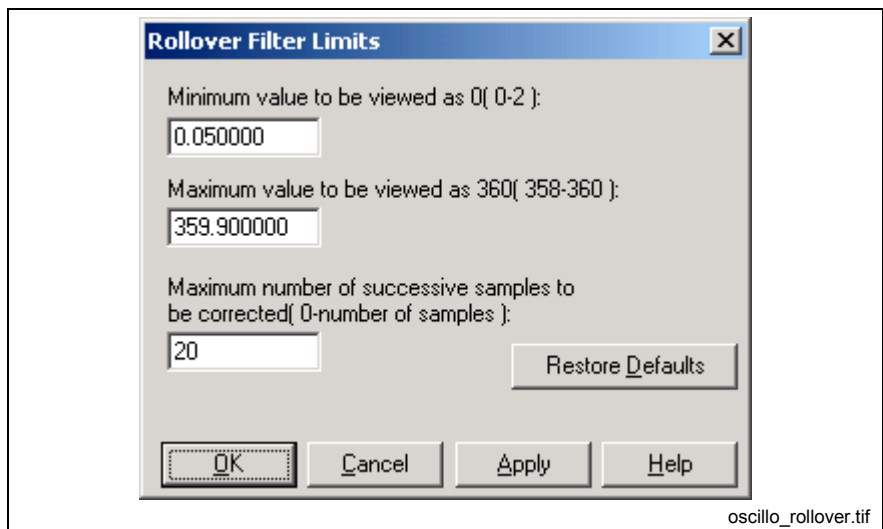 Rollover Filter Limits
Minimum value to be viewed as 0( 0-2 ):
0.050000
Maximum value to be viewed as 360( 358-360 ):
359.900000
Maximum number of successive samples to
be corrected( 0-number of samples ):
20
Restore Defaults
OK
Cancel
Apply
Help
oscillo_rollover.tif